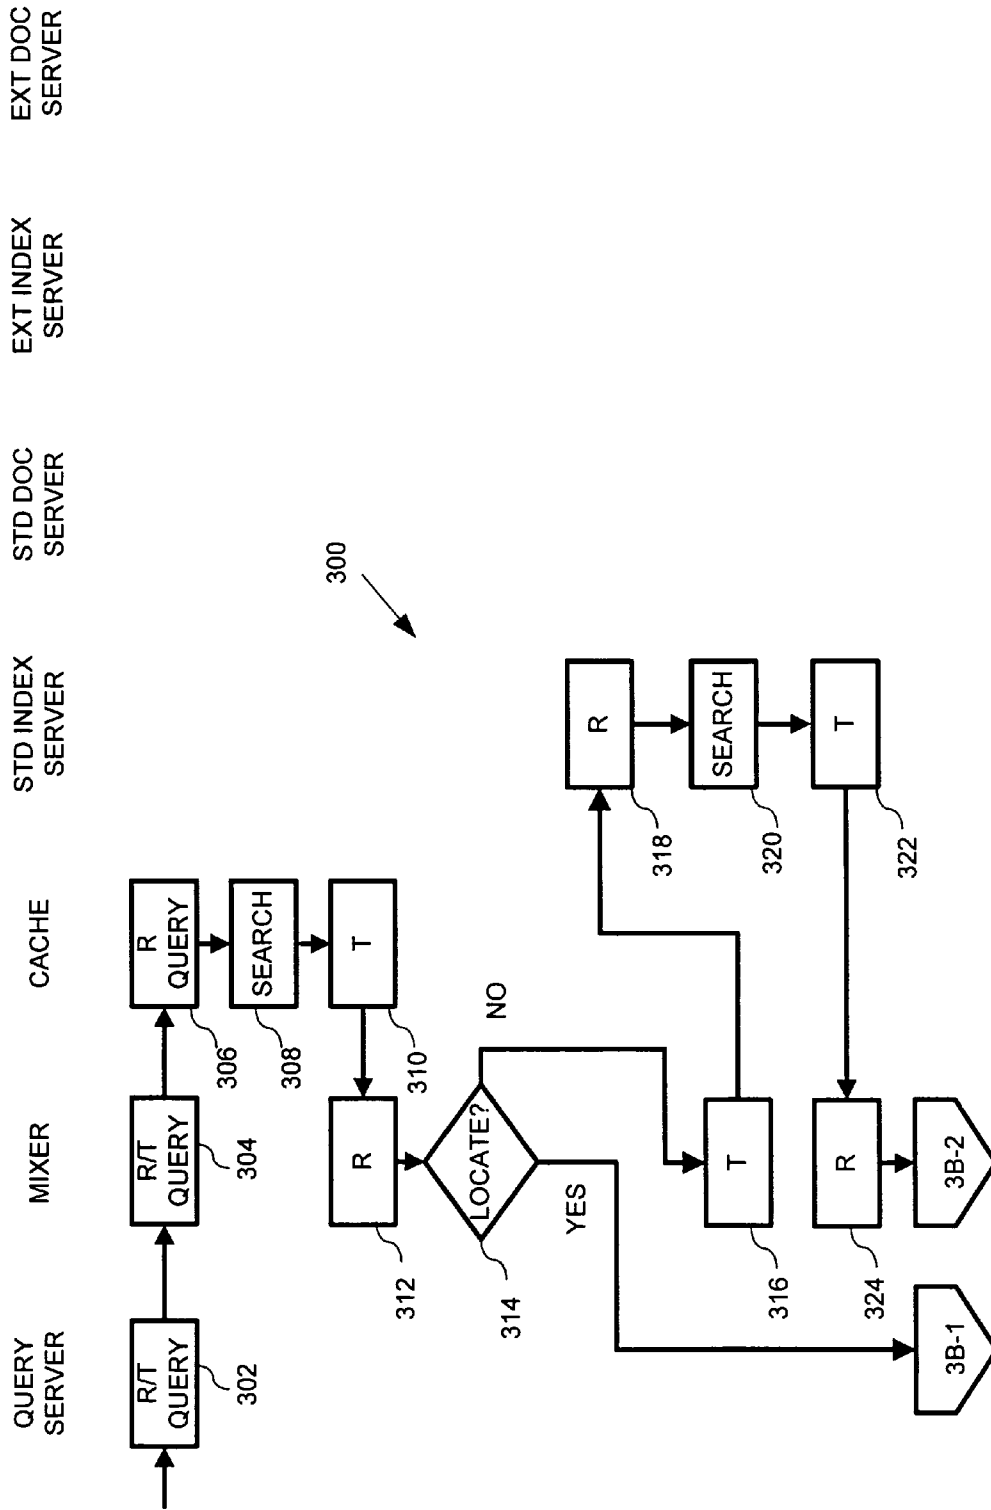 QUERY
SERVER
MIXER
CACHE
STD INDEX
SERVER
STD DOC
SERVER
EXT INDEX
SERVER
EXT DOC
SERVER
R/T
QUERY
302
R/T
QUERY
304
R
QUERY
306
SEARCH
308
T
310
R
312
LOCATE?
314
YES
NO
300
T
316
R
318
SEARCH
320
T
322
R
324
3B-1
3B-2